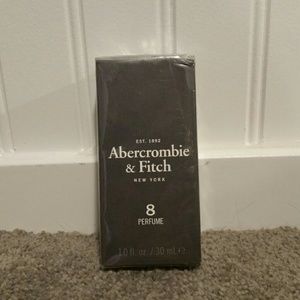 EST. 1892
Abercrombie
& Fitch
NEW YORK
8
PERFUME
1.0 fl. oz / 30 mL e